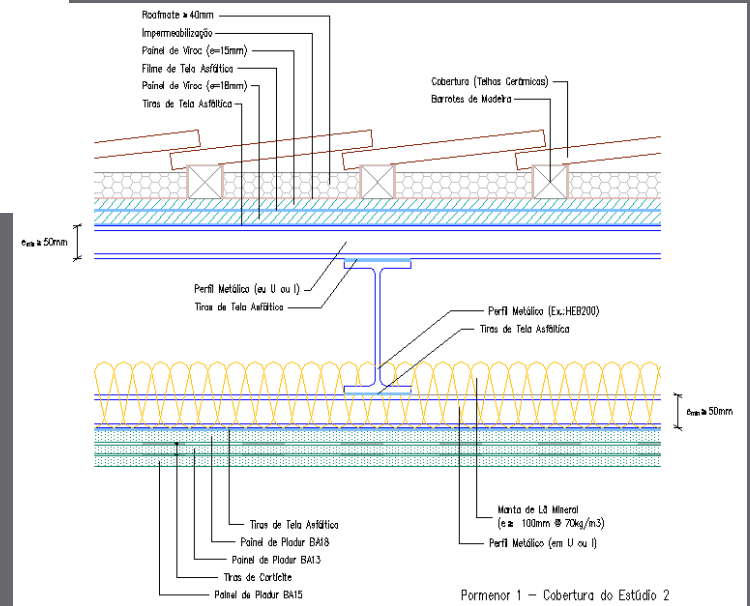 Roofmate ≥ 40mm
Impermeabilização
Painel de Viroc (e=15mm)
Filme de Tela Asfáltica
Painel de Viroc (e=18mm)
Tiras de Tela Asfáltica
Cobertura (Telhas Cerâmicas)
Barrotes de Madeira
emin ≥ 50mm
Perfil Metálico (eu U ou I)
Tiras de Tela Asfáltica
Perfil Metálico (Ex.:HEB200)
Tiras de Tela Asfáltica
emin ≥ 50mm
Manta de Lã Mineral
(e ≥ 100mm @ 70kg/m3)
Perfil Metálico (em U ou I)
Tiras de Tela Asfáltica
Painel de Pladur BA18
Painel de Pladur BA13
Tiras de Corticite
Painel de Pladur BA15
Pormenor 1 – Cobertura do Estúdio 2